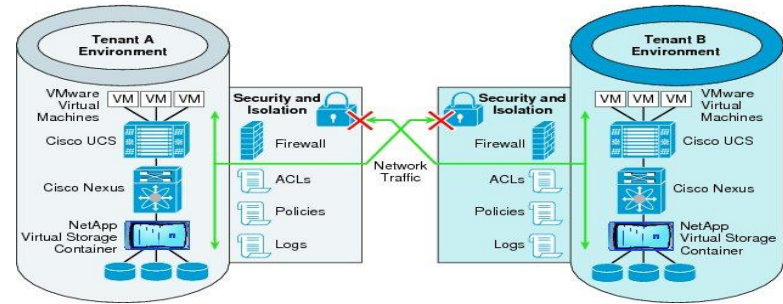 Tenant A
Environment
VMware
Virtual
Machines
VM VM VM
Cisco UCS
Cisco Nexus
NetApp
Virtual Storage
Container
Security and
Isolation
Firewall
ACLs
Policies
Logs
Network
Traffic
Security and
Isolation
Firewall
ACLs
Policies
Logs
Tenant B
Environment
VM VM VM
VMware
Virtual
Machines
Cisco UCS
Cisco Nexus
NetApp
Virtual Storage
Container